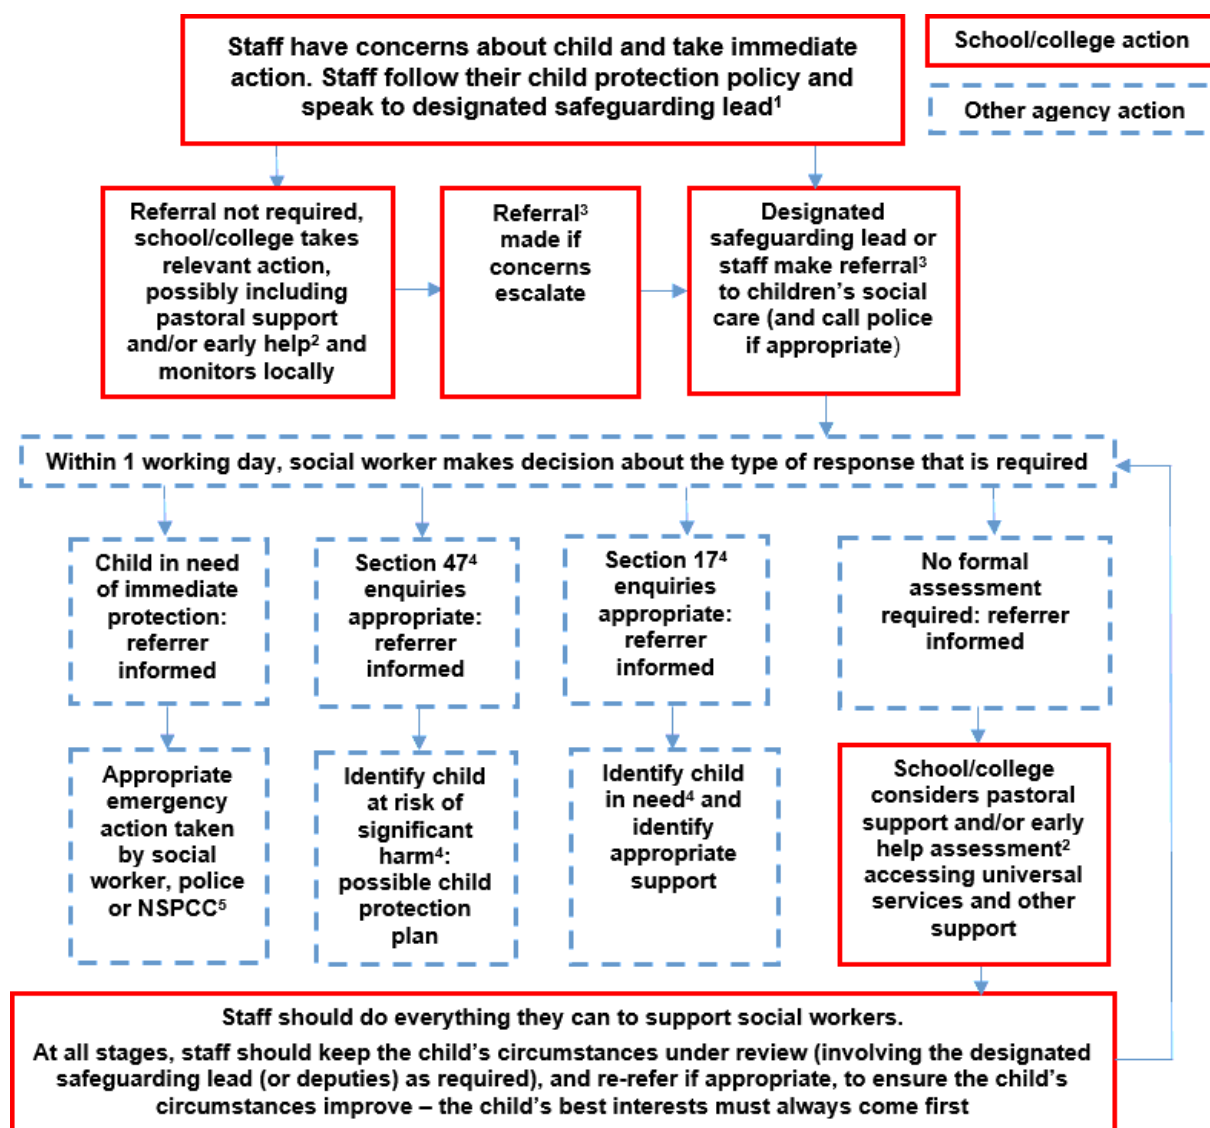 Staff have concerns about child and take immediate
action. Staff follow their child protection policy and
speak to designated safeguarding lead¹
School/college action
Other agency action
Referral not required,
school/college takes
relevant action,
possibly including
pastoral support
and/or early help² and
monitors locally
Referral³
made if
concerns
escalate
Designated
safeguarding lead or
staff make referral³
to children’s social
care (and call police
if appropriate)
Within 1 working day, social worker makes decision about the type of response that is required
Child in need
of immediate
protection:
referrer
informed
Section 47⁴
enquiries
appropriate:
referrer
informed
Section 17⁴
enquiries
appropriate:
referrer
informed
No formal
assessment
required: referrer
informed
Appropriate
emergency
action taken
by social
worker, police
or NSPCC⁵
Identify child
at risk of
significant
harm⁴:
possible child
protection
plan
Identify child
in need⁴ and
identify
appropriate
support
School/college
considers pastoral
support and/or early
help assessment²
accessing universal
services and other
support
Staff should do everything they can to support social workers.
At all stages, staff should keep the child’s circumstances under review (involving the designated
safeguarding lead (or deputies) as required), and re-refer if appropriate, to ensure the child’s
circumstances improve – the child’s best interests must always come first